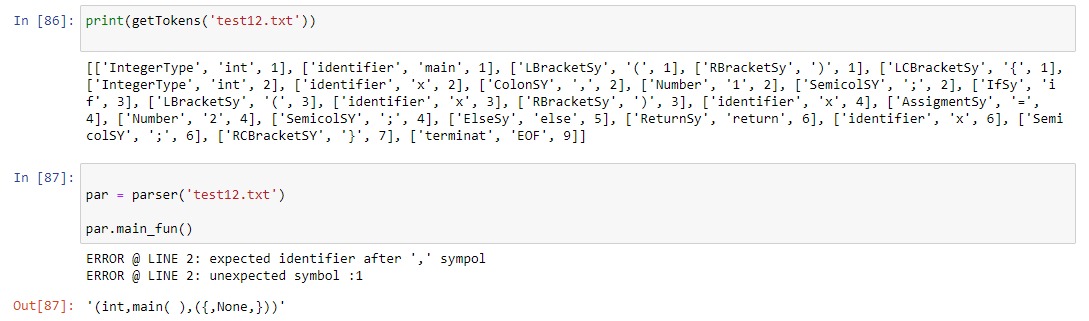 In [86]: print(getTokens('test12.txt'))
[['IntegerType', 'int', 1], ['identifier', 'main', 1], ['LBracketSy', '(', 1], ['RBracketSy', ')', 1], ['LCBracketSy', '{', 1],
['IntegerType', 'int', 2], ['identifier', 'x', 2], ['ColonSY', ',', 2], ['Number', '1', 2], ['SemicolSY', ';', 2], ['IfSy', 'i
f', 3], ['LBracketSy', '(', 3], ['identifier', 'x', 3], ['RBracketSy', ')', 3], ['identifier', 'x', 4], ['AssigmentSy', '=',
4], ['Number', '2', 4], ['SemicolSY', ';', 4], ['ElseSy', 'else', 5], ['ReturnSy', 'return', 6], ['identifier', 'x', 6], ['Semi
colSY', ';', 6], ['RCBracketSY', '}', 7], ['terminat', 'EOF', 9]]
In [87]:
par = parser('test12.txt')
par.main_fun()
ERROR @ LINE 2: expected identifier after ',' sympol
ERROR @ LINE 2: unexpected symbol :1
Out[87]: '(int,main( ),({,None,}))'